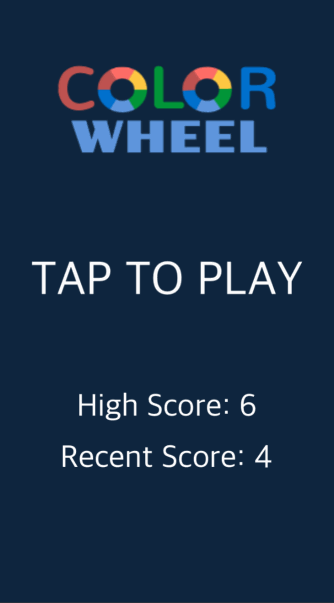 COLOR
WHEEL
TAP TO PLAY
High Score: 6
Recent Score: 4